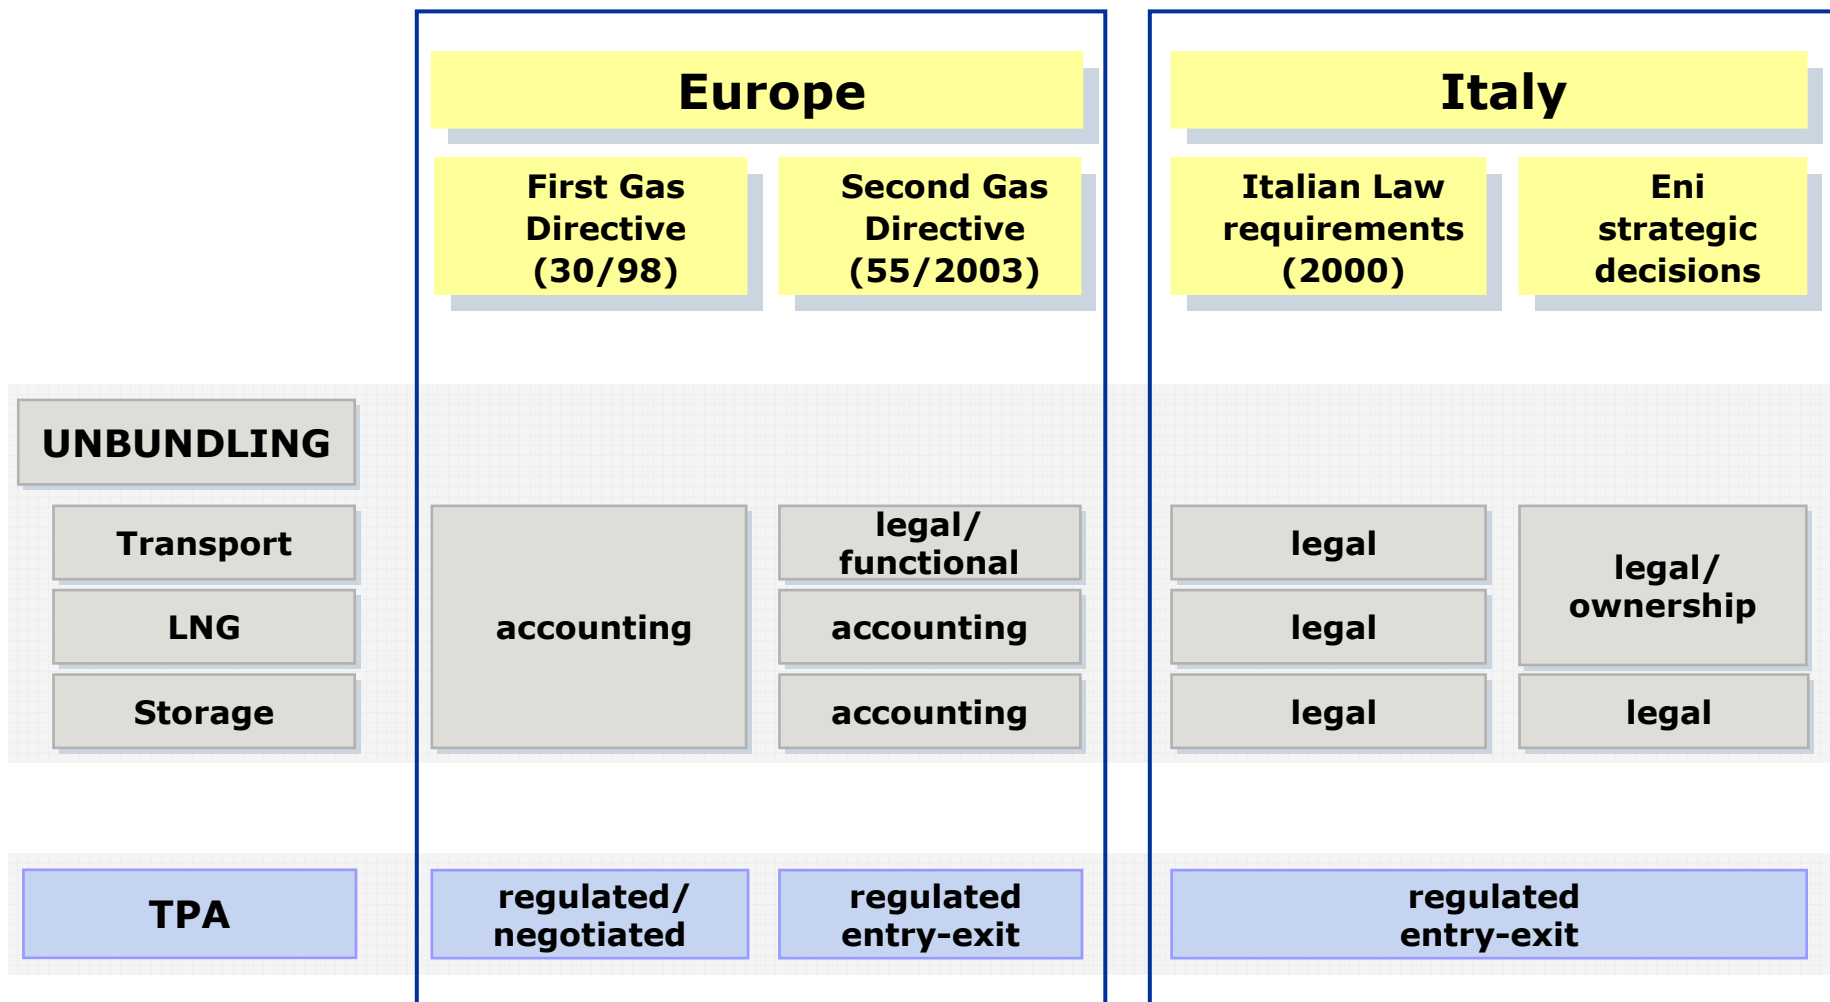 Europe
Italy
First Gas
Directive
(30/98)
Second Gas
Directive
(55/2003)
Italian Law
requirements
(2000)
Eni
strategic
decisions
UNBUNDLING
Transport
accounting
legal/
functional
legal
legal/
ownership
LNG
accounting
legal
Storage
accounting
legal
legal
TPA
regulated/
negotiated
regulated
entry-exit
regulated
entry-exit